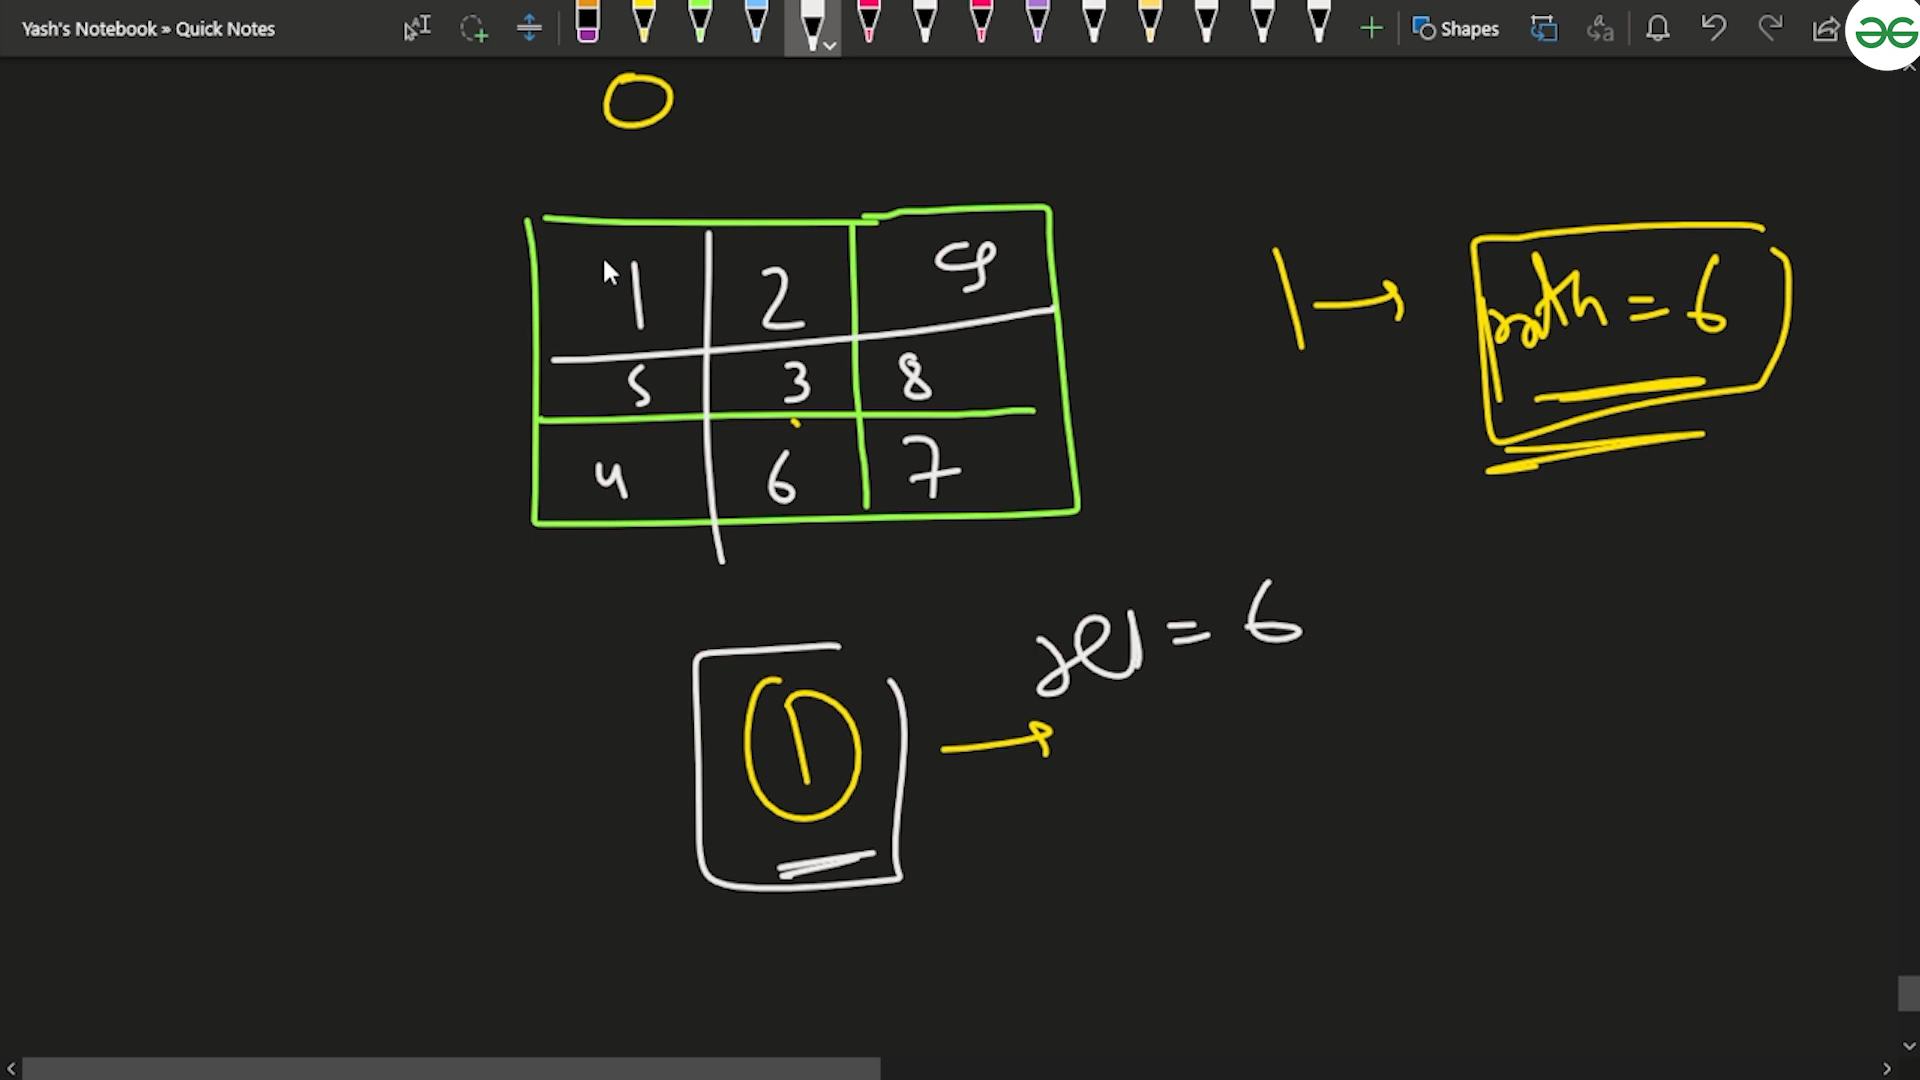 Yash's Notebook » Quick Notes
Shapes
0
1 2 9
5 3 8
4 6 7
1 → path = 6
1 →
= 6